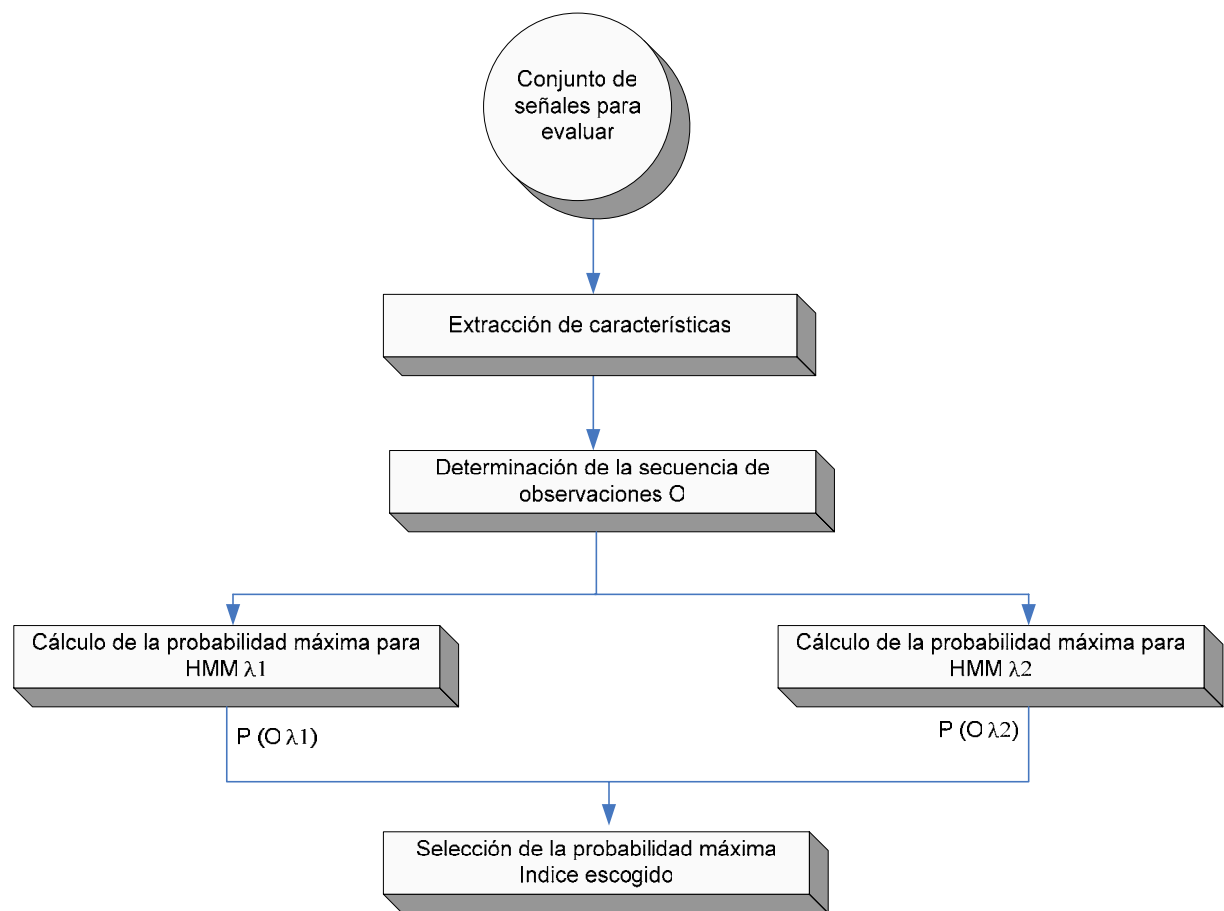 Conjunto de
señales para
evaluar
Extracción de características
Determinación de la secuencia de
observaciones O
Cálculo de la probabilidad máxima para
HMM λ1
Cálculo de la probabilidad máxima para
HMM λ2
P (O λ1)
P (O λ2)
Selección de la probabilidad máxima
Indice escogido